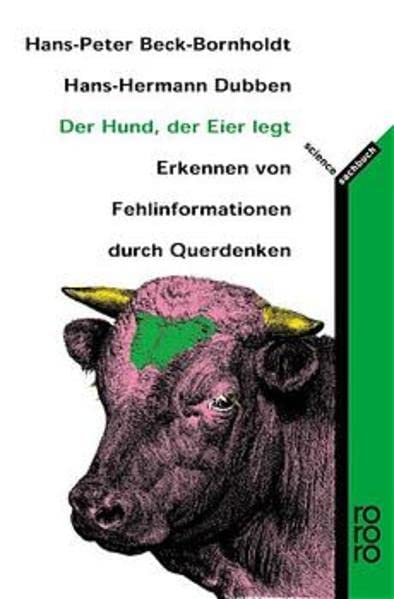 Hans-Peter Beck-Bornholdt
Hans-Hermann Dubben
Der Hund, der Eier legt
Erkennen von
Fehlinformationen
durch Querdenken
science
sachbuch
ro
ro
ro